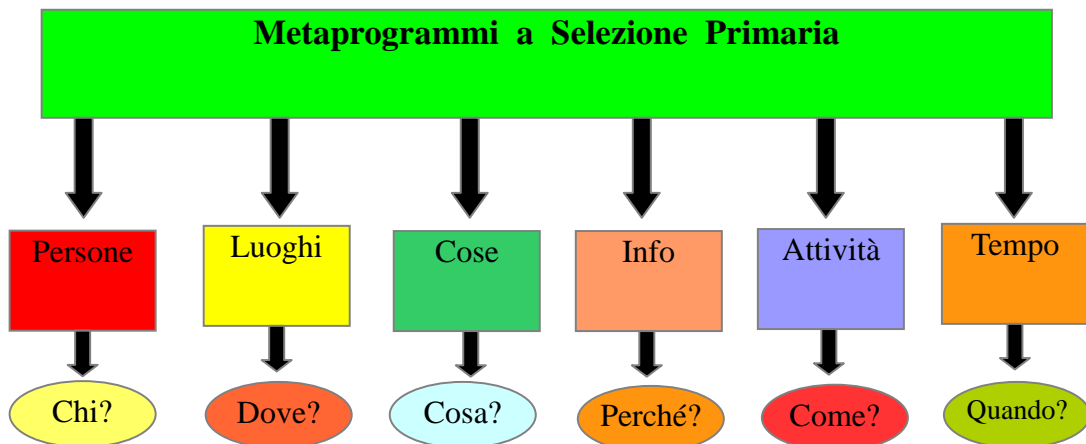 Metaprogrammi a Selezione Primaria
Persone
Luoghi
Cose
Info
Attività
Tempo
Chi?
Dove?
Cosa?
Perché?
Come?
Quando?